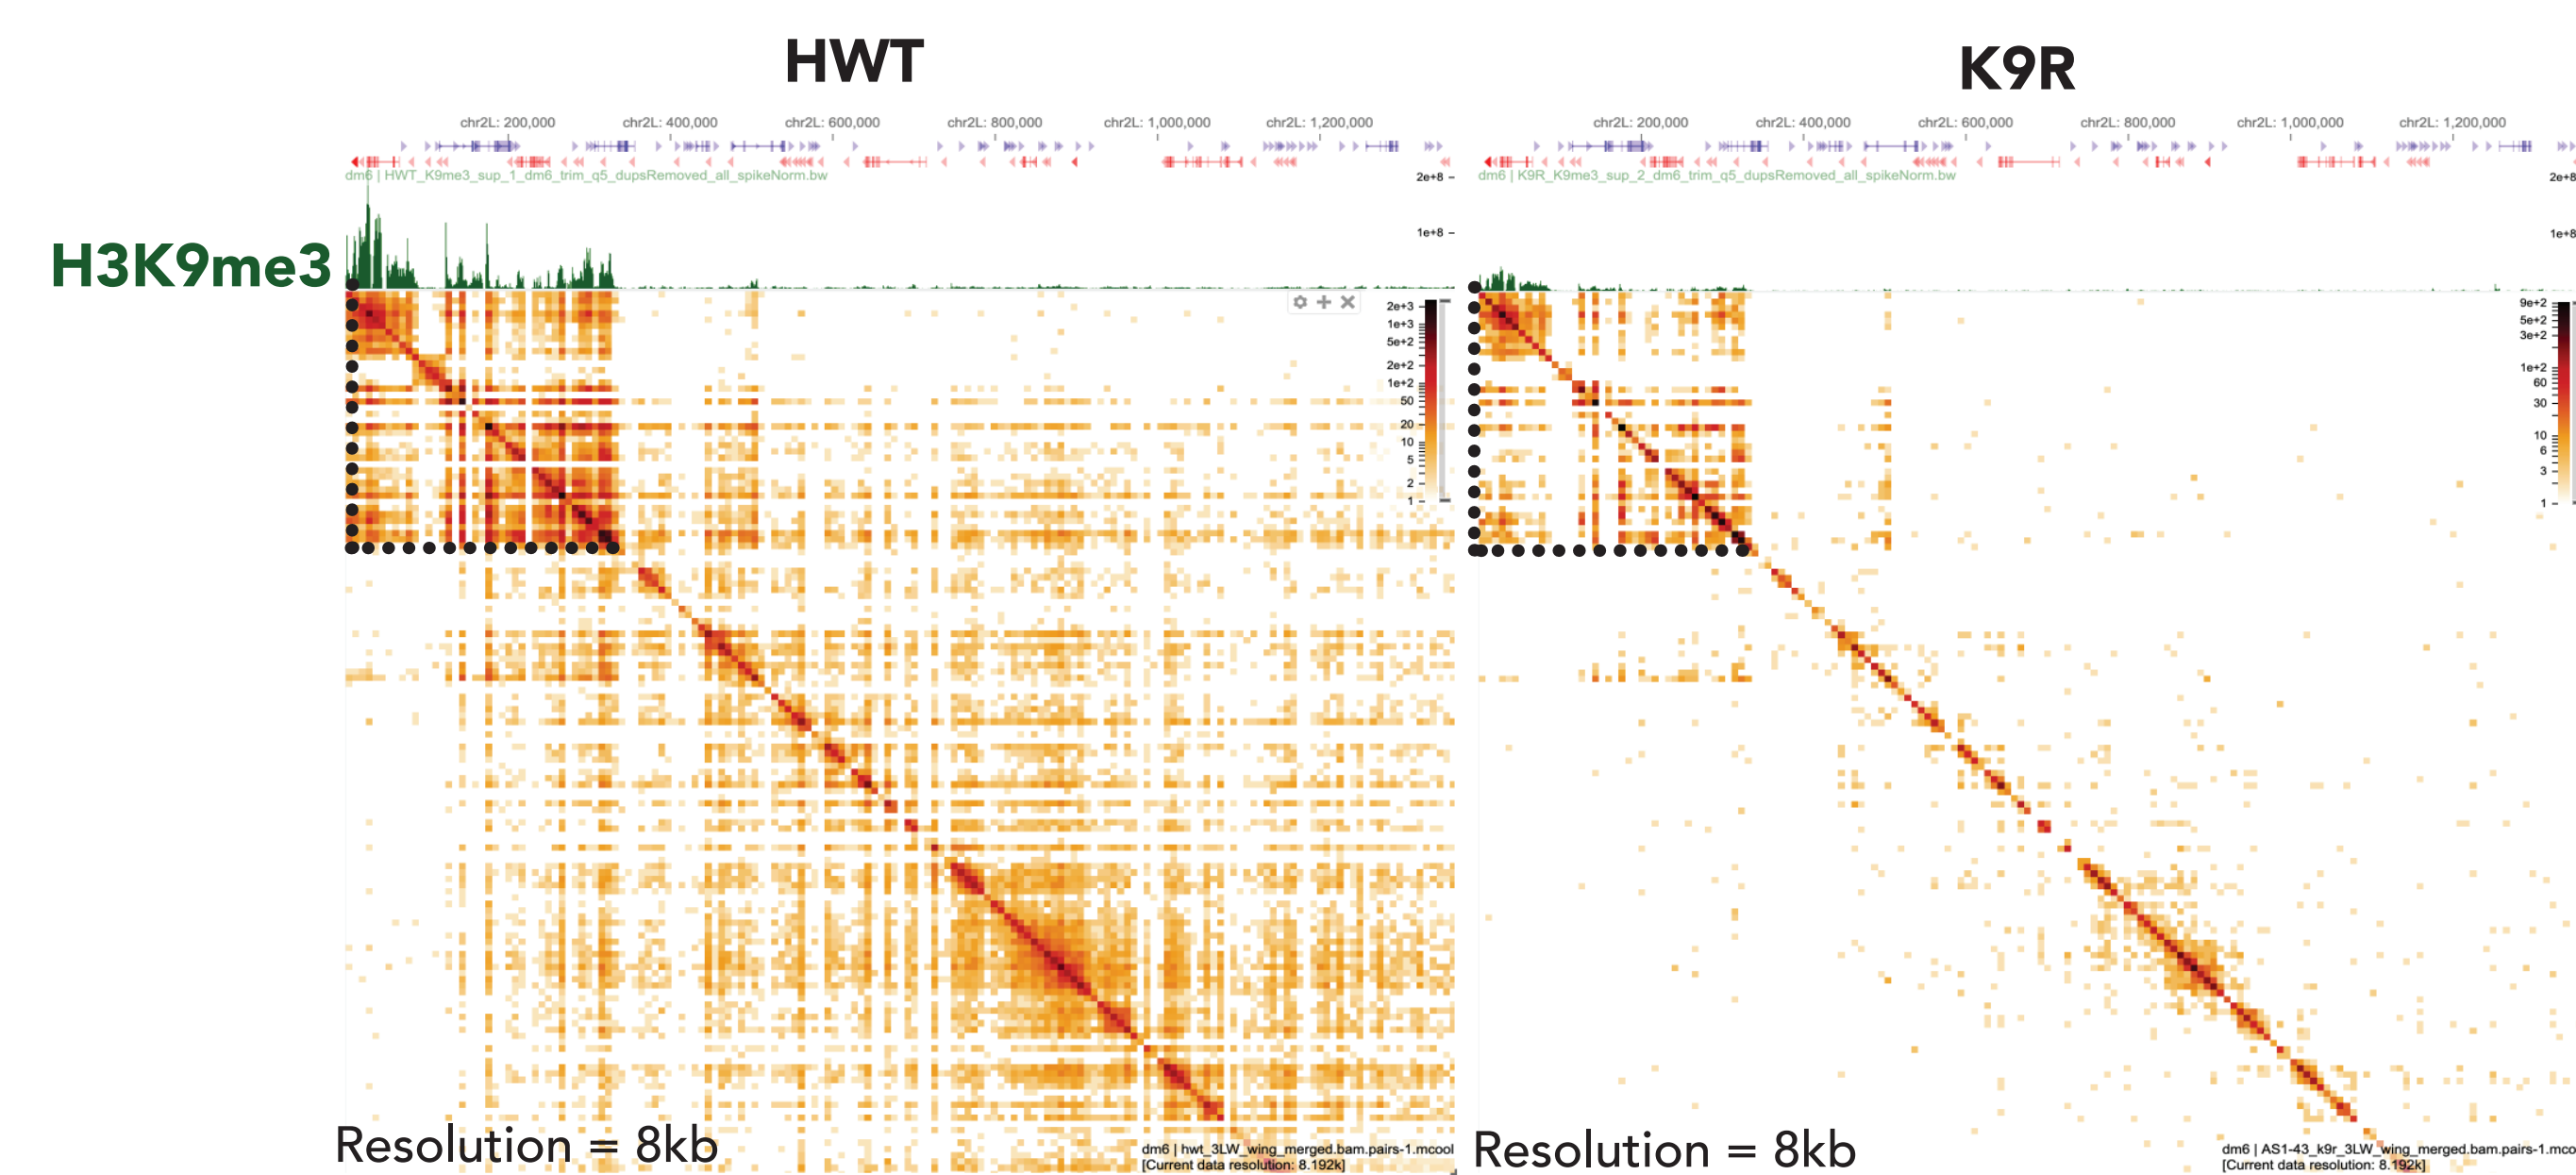 HWT
K9R
chr2L: 200,000 chr2L: 400,000 chr2L: 600,000 chr2L: 800,000 chr2L: 1,000,000 chr2L: 1,200,000
chr2L: 200,000 chr2L: 400,000 chr2L: 600,000 chr2L: 800,000 chr2L: 1,000,000 chr2L: 1,200,000
dm6 | HWT_K9me3_sup_1_dm6_trim_q5_dupsRemoved_all_spikeNorm.bw
2e+8
1e+8
dm6 | K9R_K9me3_sup_2_dm6_trim_q5_dupsRemoved_all_spikeNorm.bw
2e+8
1e+8
H3K9me3
2e+3
1e+3
5e+2
2e+2
1e+2
50
20
10
5
2
1
9e+2
5e+2
3e+2
1e+2
60
30
10
6
3
1
Resolution = 8kb
dm6 | hwt_3LW_wing_merged.bam.pairs-1.mcool
[Current data resolution: 8.192k]
Resolution = 8kb
dm6 | AS1-43_k9r_3LW_wing_merged.bam.pairs-1.mco
[Current data resolution: 8.192k]